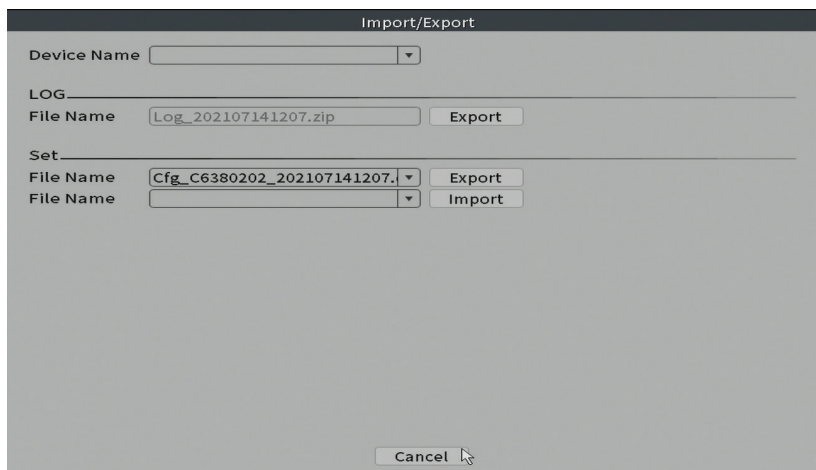 Import/Export
Device Name
LOG
File Name Log_202107141207.zip Export
Set
File Name Cfg_C6380202_202107141207. Export
File Name Import
Cancel